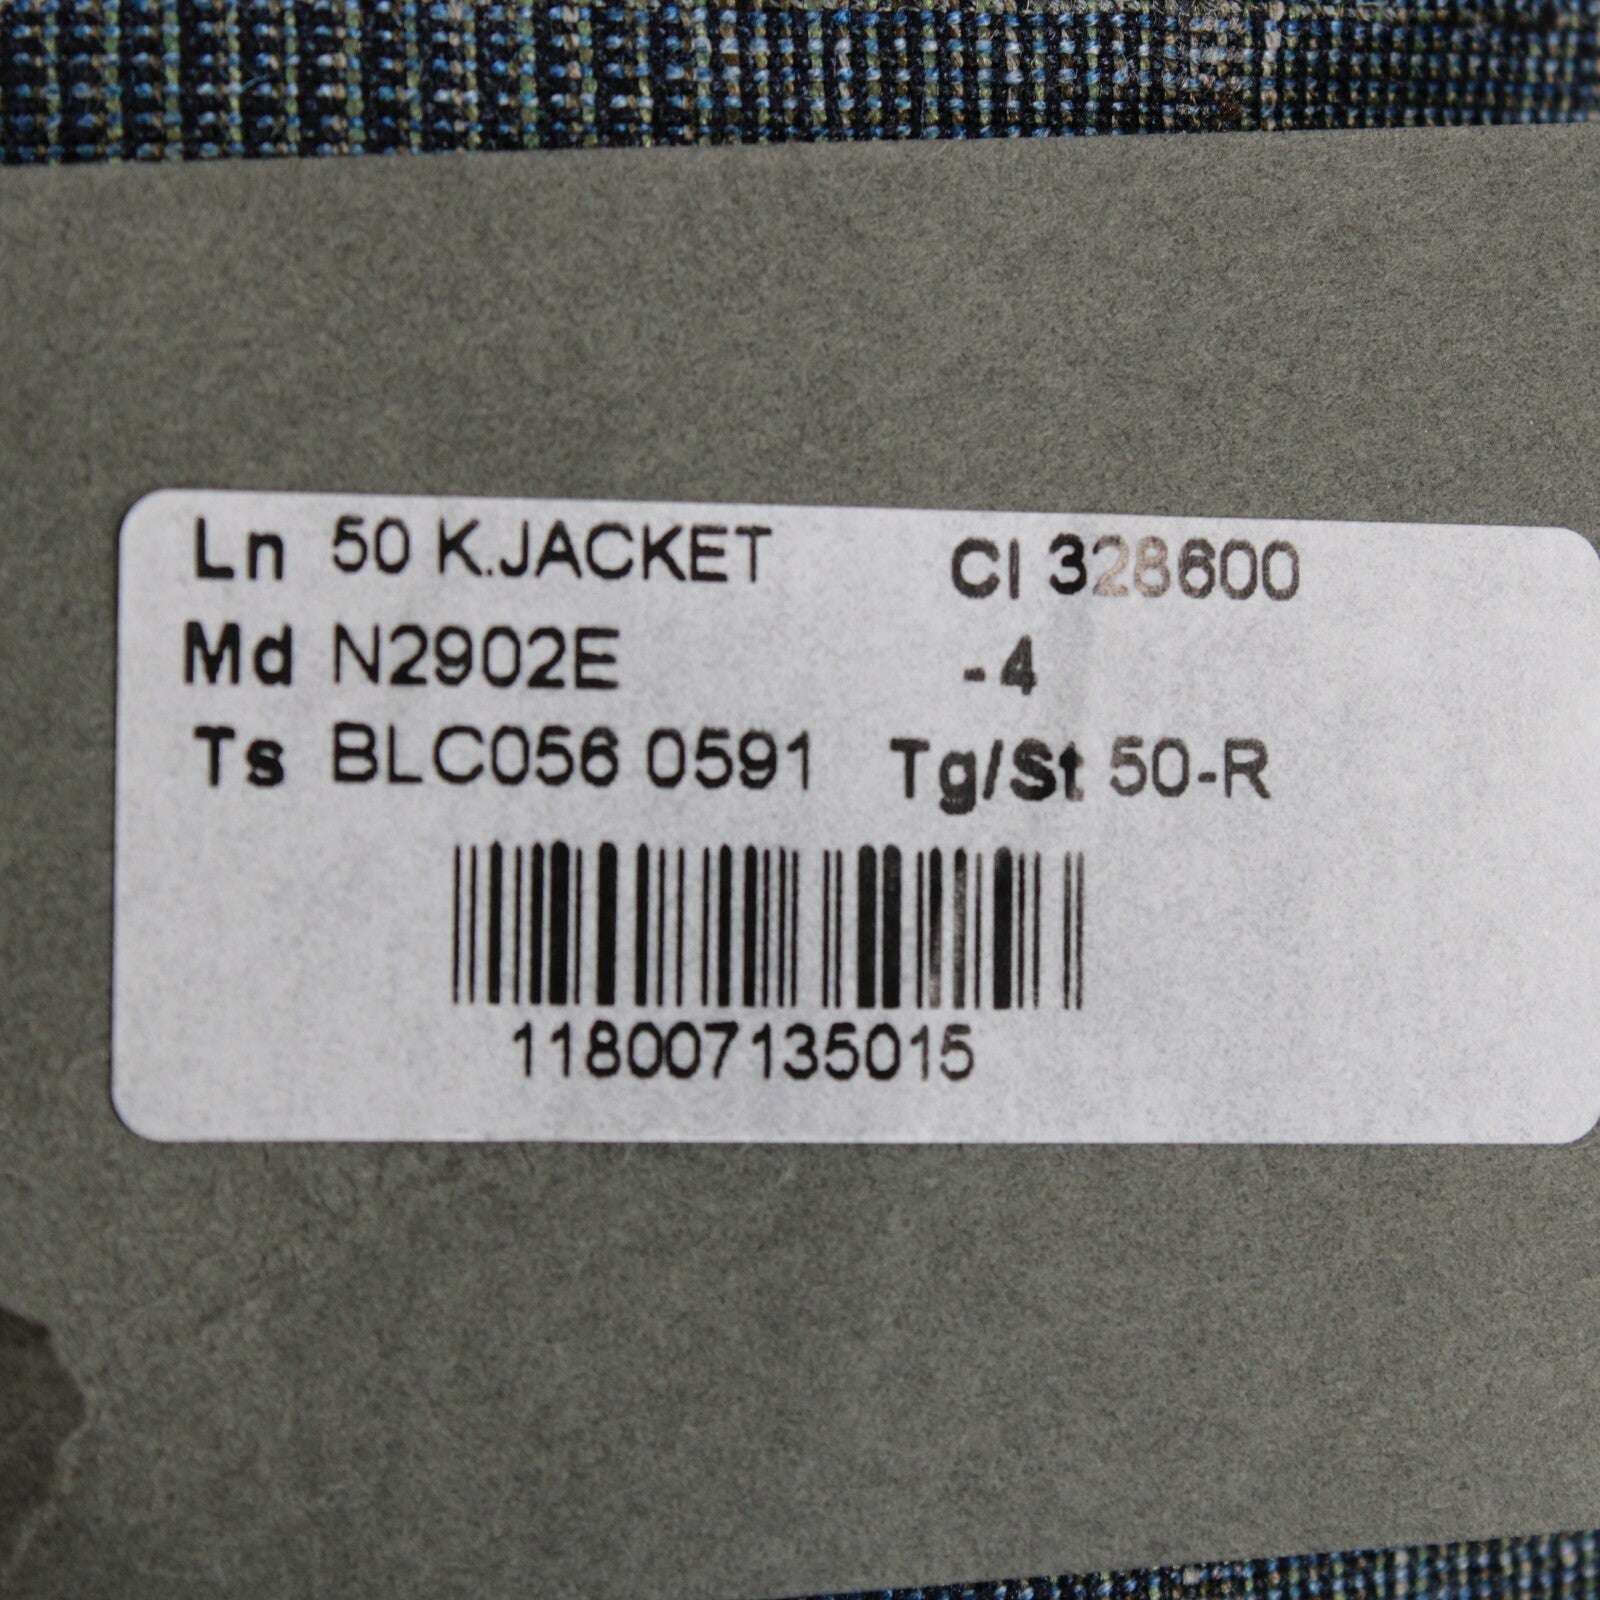 Ln 50 K.JACKET Cl 328600
Md N2902E -4
Ts BLC056 0591 Tg/St 50-R
118007135015